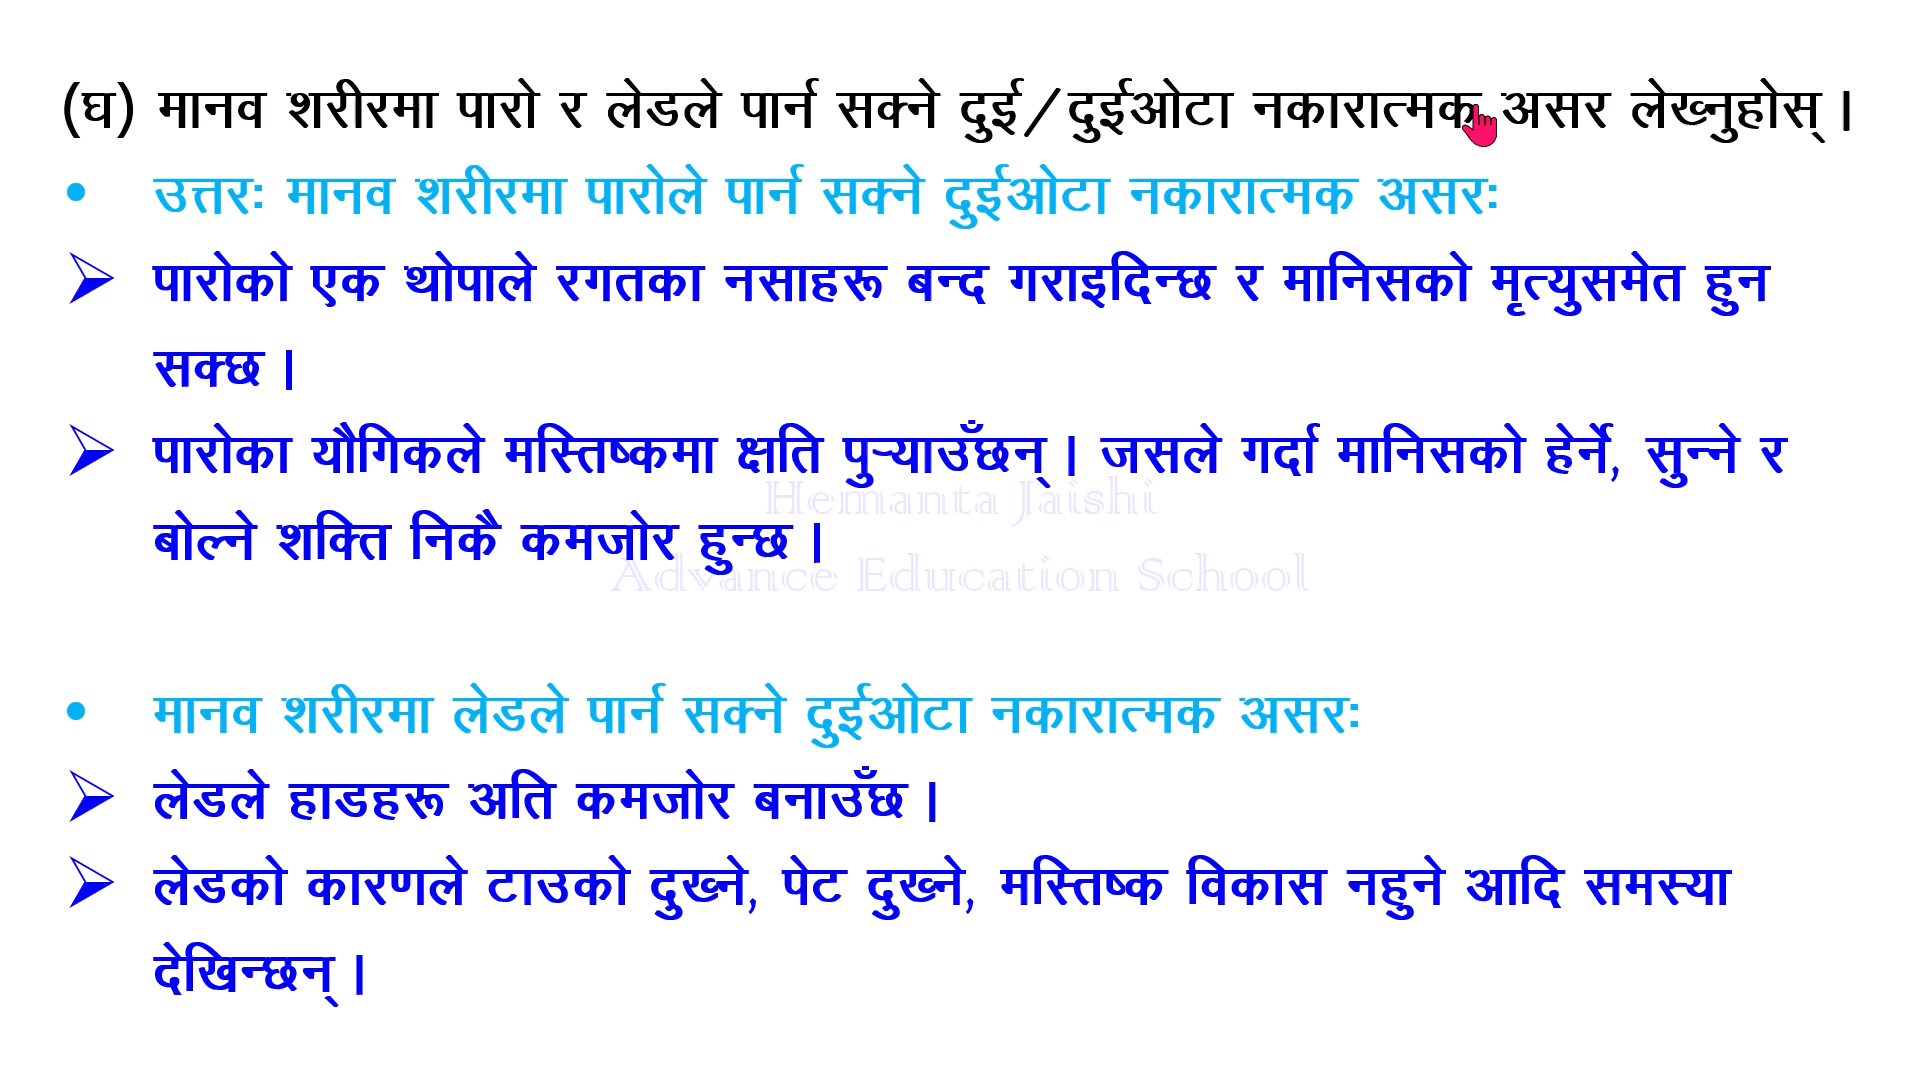 (घ) मानव शरीरमा पारो र लेडले पार्न सक्ने दुई/दुईओटा नकारात्मक असर लेख्नुहोस् ।
• उत्तरः मानव शरीरमा पारोले पार्न सक्ने दुईओटा नकारात्मक असरः
➢ पारोको एक थोपाले रगतका नसाहरू बन्द गराइदिन्छ र मानिसको मृत्युसमेत हुन
सक्छ ।
➢ पारोका यौगिकले मस्तिष्कमा क्षति पुर्‍याउँछन् । जसले गर्दा मानिसको हेर्ने, सुन्ने र
Hemanta Jaishi
बोल्ने शक्ति निकै कमजोर हुन्छ ।
Advance Education School
• मानव शरीरमा लेडले पार्न सक्ने दुईओटा नकारात्मक असरः
➢ लेडले हाडहरू अति कमजोर बनाउँछ ।
➢ लेडको कारणले टाउको दुख्ने, पेट दुख्ने, मस्तिष्क विकास नहुने आदि समस्या
देखिन्छन् ।